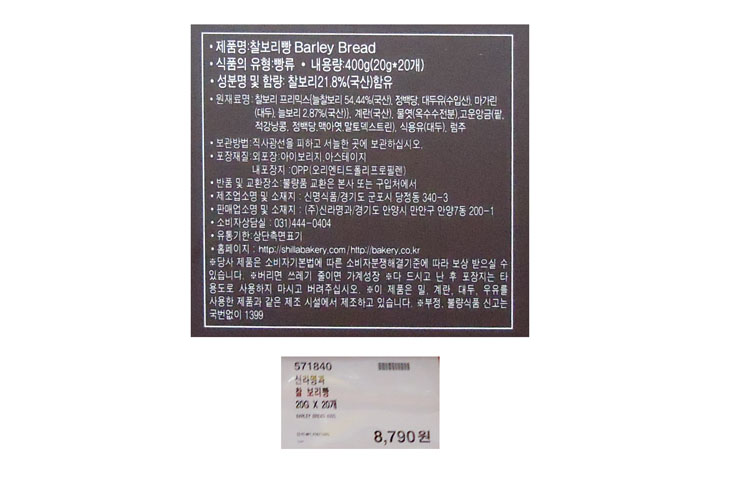 • 제품명:찰보리빵 Barley Bread
• 식품의 유형:빵류 • 내용량:400g(20g*20개)
• 성분명 및 함량: 찰보리21.8%(국산)함유
• 원재료명: 찰보리 프리믹스[늘찰보리 54.44%(국산), 정백당, 대두유(수입산), 마가린
(대두), 늘보리 2.87%(국산)], 계란(국산), 물엿(옥수수전분),고운앙금(팥,
적강낭콩, 정백당,맥아엿,말토덱스트린), 식용유(대두), 럼주
• 보관방법:직사광선을 피하고 서늘한 곳에 보관하십시오.
• 포장재질: 외포장:아이보리지,아스테이지
내포장지 :OPP(오리엔티드폴리프로필렌)
• 반품 및 교환장소:불량품 교환은 본사 또는 구입처에서
• 제조업소명 및 소재지 : 신명식품/경기도 군포시 당정동 340-3
• 판매업소명 및 소재지 : (주)신라명과/경기도 안양시 만안구 안양7동 200-1
• 소비자상담실 : 031)444-0404
• 유통기한:상단측면표기
• 홈페이지 : http://shillabakery.com/http://bakery.co.kr
※당사 제품은 소비자기본법에 따른 소비자분쟁해결기준에 따라 보상 받으실 수
있습니다. ※버리면 쓰레기 줄이면 가계성장 ※다 드시고 난 후 포장지는 타
용도로 사용하지 마시고 버려주십시오. ※이 제품은 밀, 계란, 대두, 우유를
사용한 제품과 같은 제조 시설에서 제조하고 있습니다. ※부정, 불량식품 신고는
국번없이 1399
571840
신라명과
찰 보리빵
20G X 20개
BARLEY BREAD
8,790원